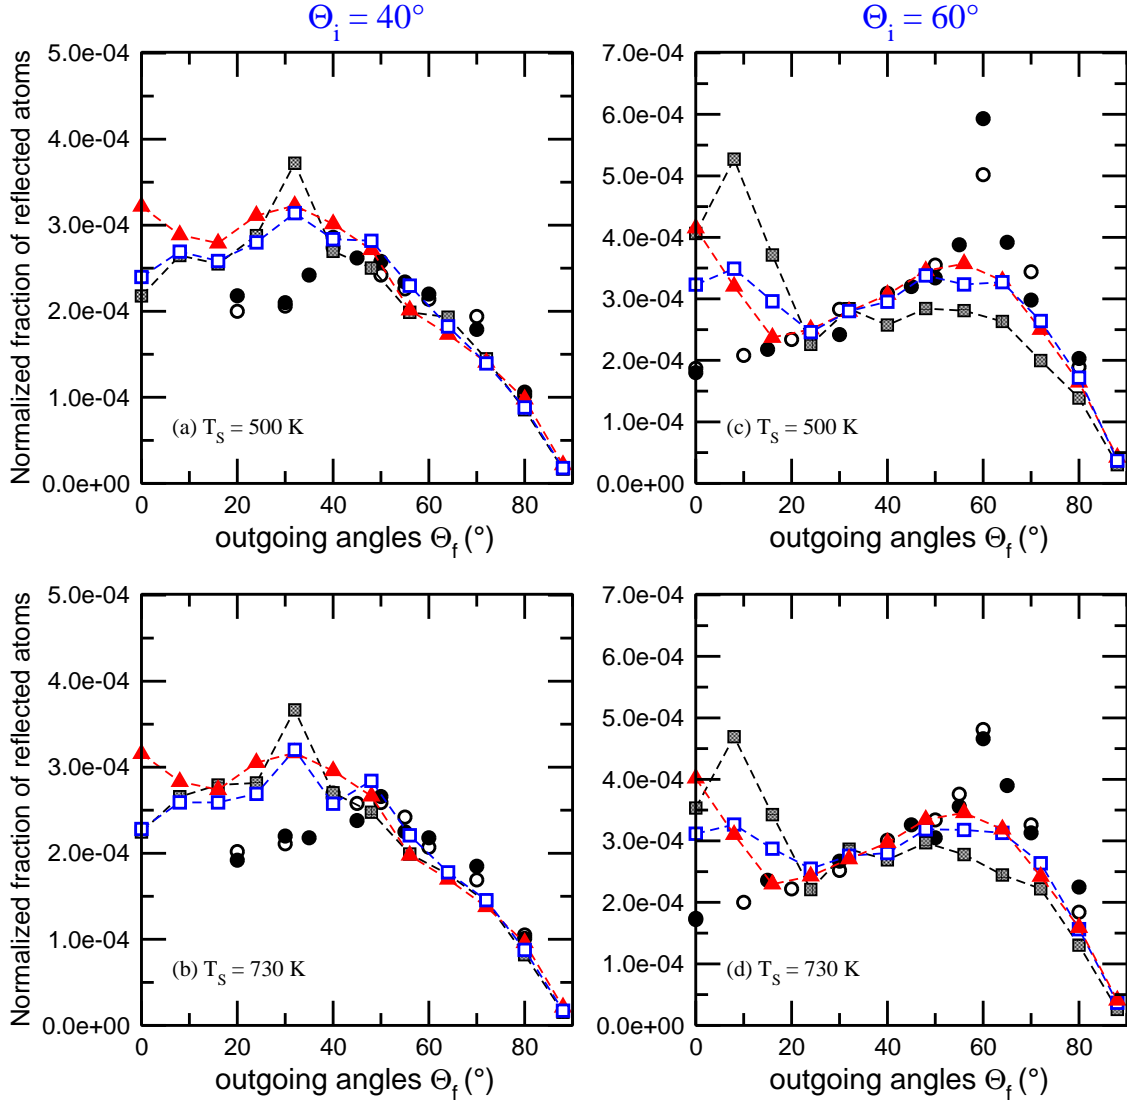 Θi = 40°
Θi = 60°
Normalized fraction of reflected atoms
5.0e-04
4.0e-04
3.0e-04
2.0e-04
1.0e-04
0.0e+00
(a) TS = 500 K
0 20 40 60 80
outgoing angles Θf (°)
7.0e-04
6.0e-04
5.0e-04
4.0e-04
3.0e-04
2.0e-04
1.0e-04
0.0e+00
(c) TS = 500 K
0 20 40 60 80
outgoing angles Θf (°)
Normalized fraction of reflected atoms
5.0e-04
4.0e-04
3.0e-04
2.0e-04
1.0e-04
0.0e+00
(b) TS = 730 K
0 20 40 60 80
outgoing angles Θf (°)
7.0e-04
6.0e-04
5.0e-04
4.0e-04
3.0e-04
2.0e-04
1.0e-04
0.0e+00
(d) TS = 730 K
0 20 40 60 80
outgoing angles Θf (°)